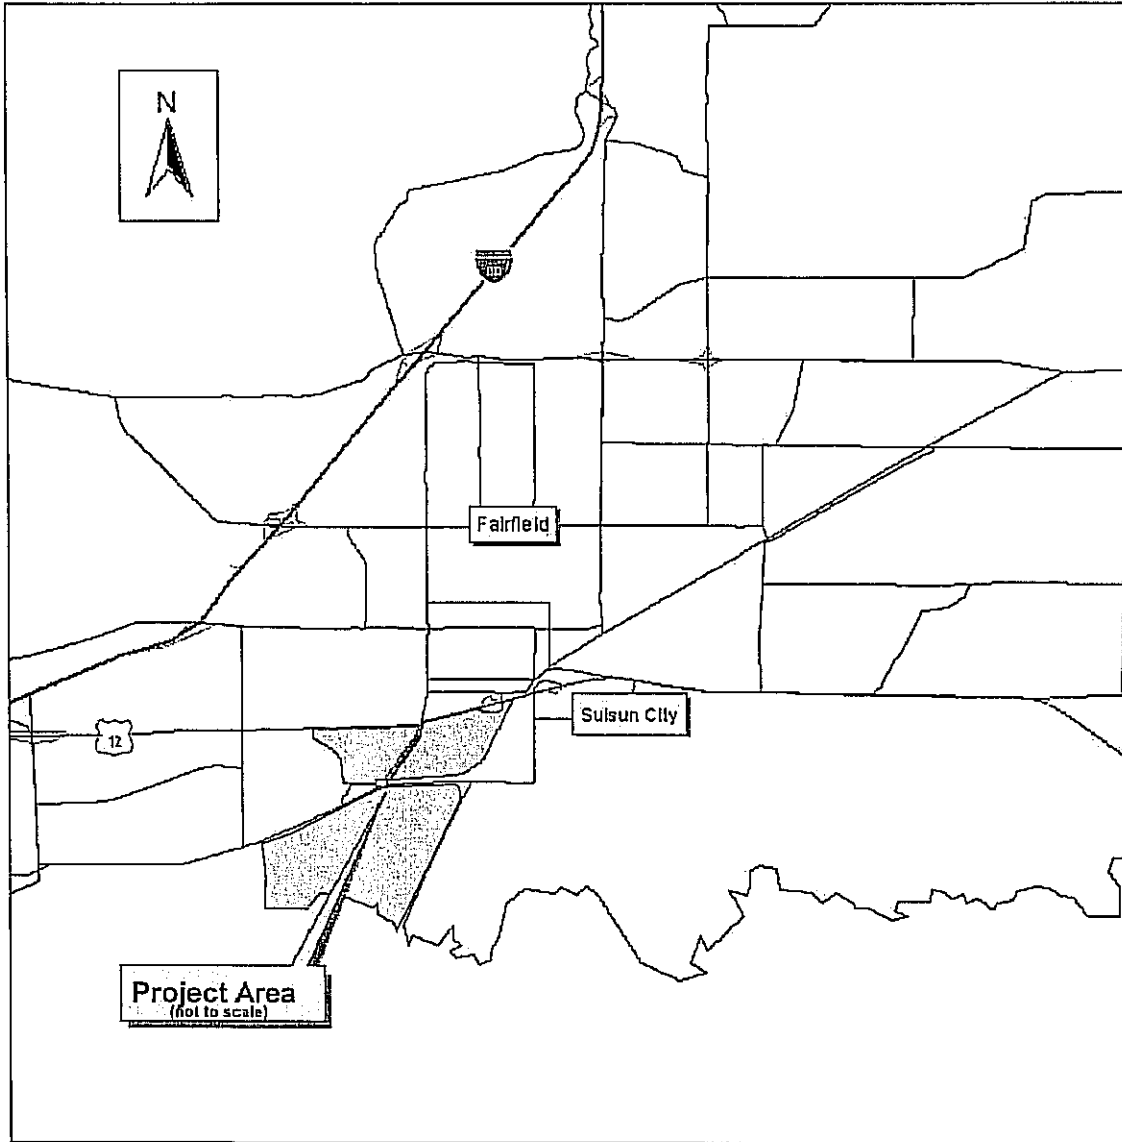 N
Fairfield
Suisun City
12
Project Area
(not to scale)